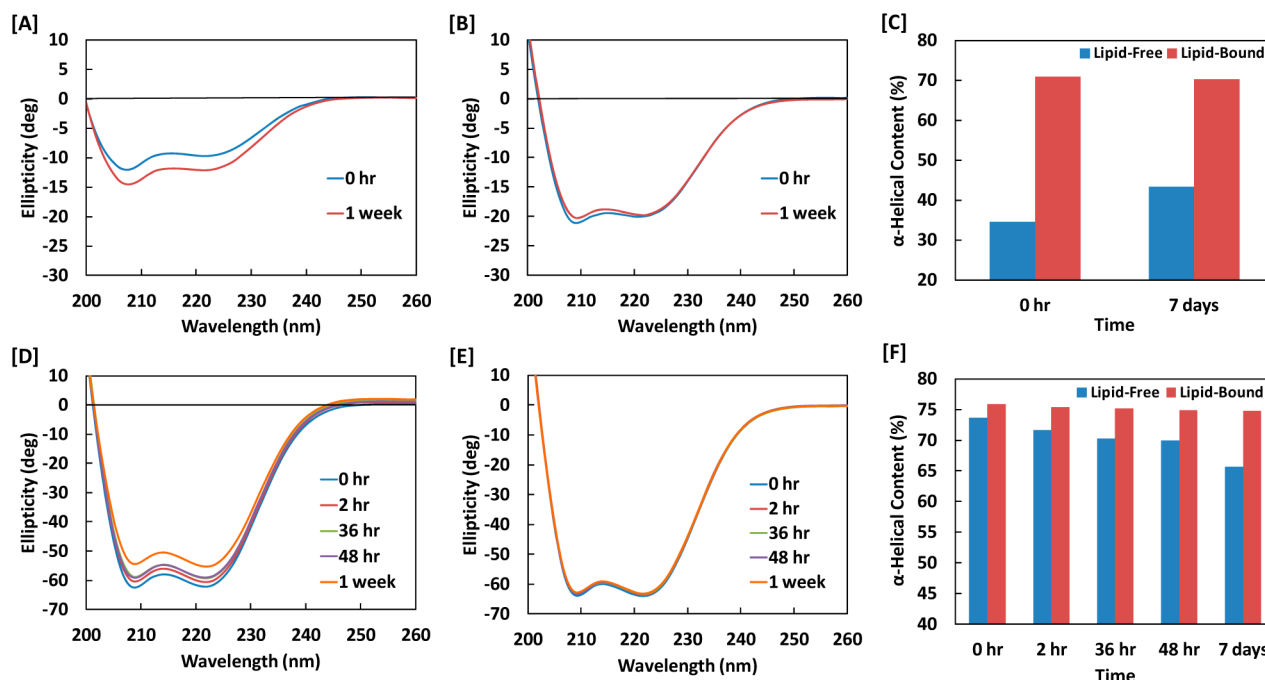 [A]
10
5
0
-5
-10
-15
-20
-25
-30
Ellipticity (deg)
0 hr
1 week
200 210 220 230 240 250 260
Wavelength (nm)
[B]
10
5
0
-5
-10
-15
-20
-25
-30
Ellipticity (deg)
0 hr
1 week
200 210 220 230 240 250 260
Wavelength (nm)
[C]
80
70
60
50
40
30
20
α-Helical Content (%)
Lipid-Free Lipid-Bound
0 hr 7 days
Time
[D]
10
0
-10
-20
-30
-40
-50
-60
-70
Ellipticity (deg)
0 hr
2 hr
36 hr
48 hr
1 week
200 210 220 230 240 250 260
Wavelength (nm)
[E]
10
0
-10
-20
-30
-40
-50
-60
-70
Ellipticity (deg)
0 hr
2 hr
36 hr
48 hr
1 week
200 210 220 230 240 250 260
Wavelength (nm)
[F]
80
75
70
65
60
55
50
45
40
α-Helical Content (%)
Lipid-Free Lipid-Bound
0 hr 2 hr 36 hr 48 hr 7 days
Time